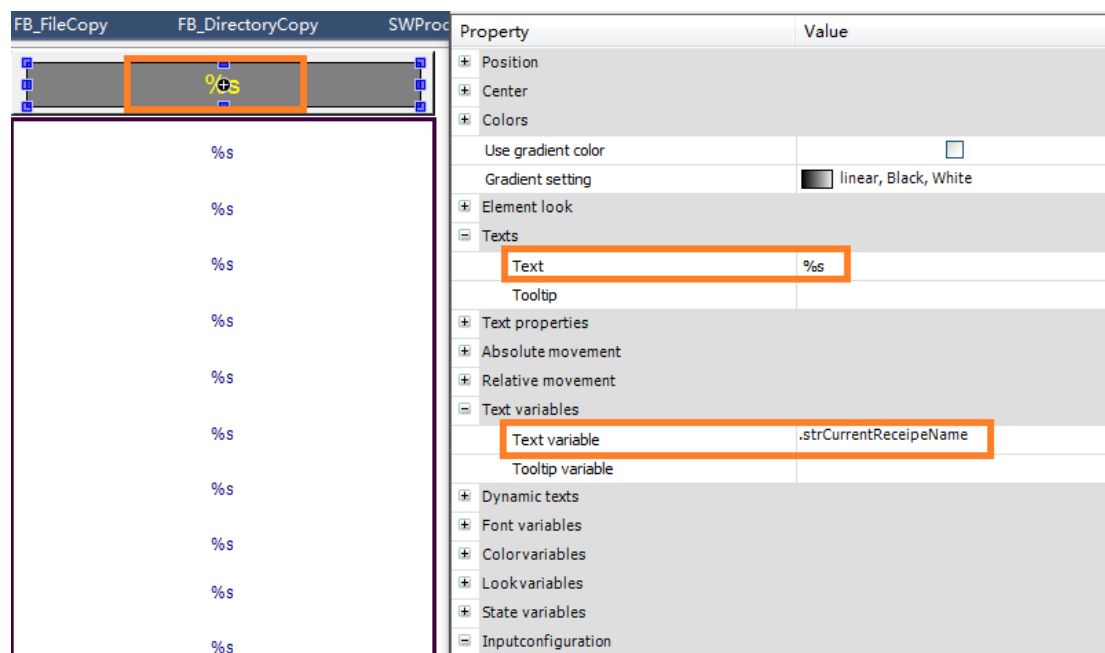 FB_FileCopy FB_DirectoryCopy SWProc
%s
%s
%s
%s
%s
%s
%s
%s
%s
%s
%s
Property Value
Position
Center
Colors
Use gradient color
Gradient setting linear, Black, White
Element look
Texts
Text %s
Tooltip
Text properties
Absolute movement
Relative movement
Text variables
Text variable .strCurrentReceipeName
Tooltip variable
Dynamic texts
Font variables
Colorvariables
Lookvariables
State variables
Inputconfiguration